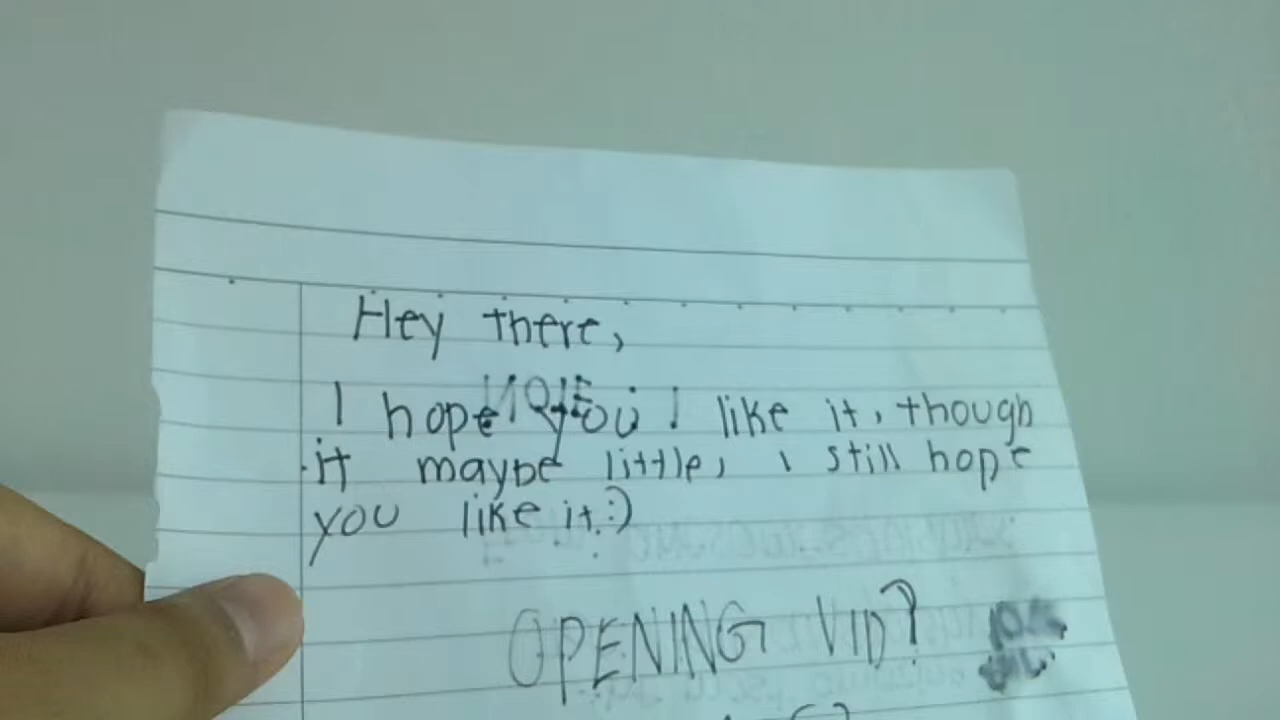 Hey there,
I hope you like it, though
it maybe little, I still hope
you like it :)
OPENING VID?